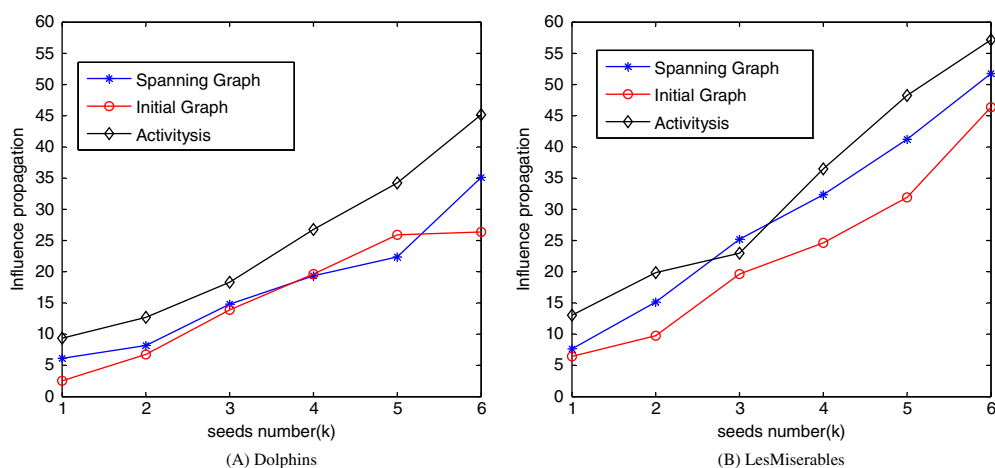 60
55
50
45
40
35
30
25
20
15
10
5
0
Influence propagation
Spanning Graph
Initial Graph
Activitysis
1 2 3 4 5 6
seeds number(k)
(A) Dolphins
60
55
50
45
40
35
30
25
20
15
10
5
0
Influence propagation
Spanning Graph
Initial Graph
Activitysis
1 2 3 4 5 6
seeds number(k)
(B) LesMiserables